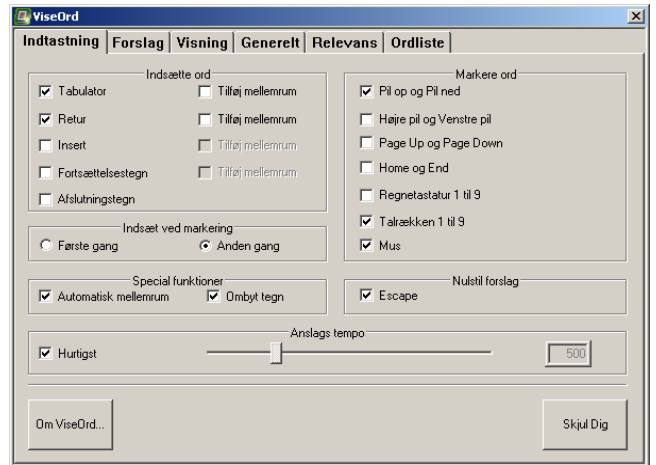 ViseOrd
Indtastning Forslag Visning Generelt Relevans Ordliste
Indsætte ord
Tabulator Tilføj mellemrum
Retur Tilføj mellemrum
Insert Tilføj mellemrum
Fortsættelsestegn Tilføj mellemrum
Afslutningstegn
Markere ord
Pil op og Pil ned
Højre pil og Venstre pil
Page Up og Page Down
Home og End
Regnetastatur 1 til 9
Talrækken 1 til 9
Mus
Indsæt ved markering
Første gang Anden gang
Special funktioner
Automatisk mellemrum Ombyt tegn
Nulstil forslag
Escape
Anslags tempo
Hurtigst 500
Om ViseOrd... Skjul Dig